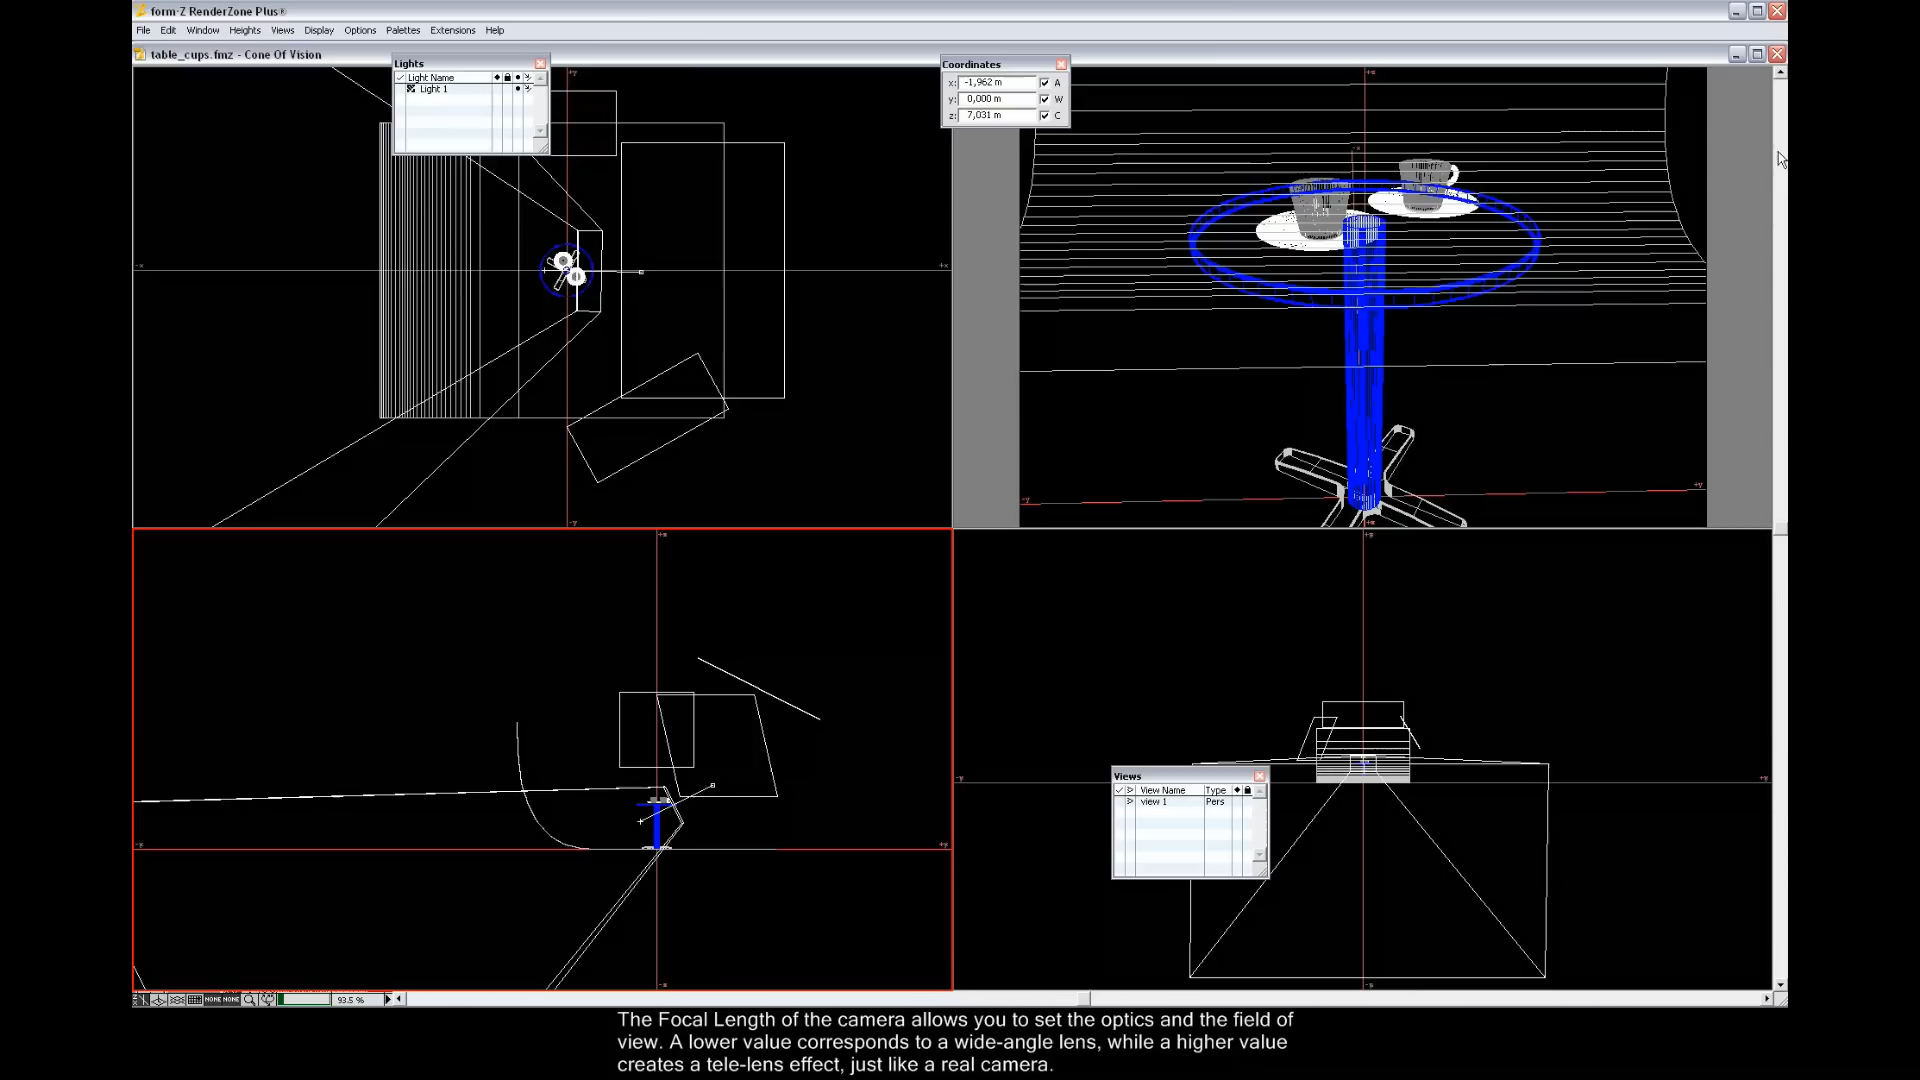 form·Z RenderZone Plus®
File Edit Window Heights Views Display Options Palettes Extensions Help
table_cups.fmz - Cone Of Vision
Lights
Light Name
Light 1
Coordinates
x: -1,962 m A
y: 0,000 m W
z: 7,031 m C
Views
View Name Type
view 1 Pers
NONE NONE
93.5 %
The Focal Length of the camera allows you to set the optics and the field of
view. A lower value corresponds to a wide-angle lens, while a higher value
creates a tele-lens effect, just like a real camera.